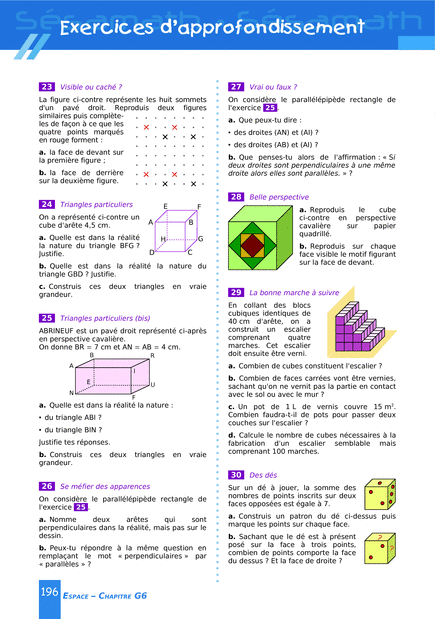 Exercices d'approfondissement
23 Visible ou caché ?
La figure ci-contre représente les huit sommets
d'un pavé droit. Reproduis deux figures
similaires puis complète-
les de façon à ce que les
quatre points marqués
en rouge forment :
a. la face de devant sur
la première figure ;
b. la face de derrière
sur la deuxième figure.
24 Triangles particuliers
On a représenté ci-contre un
cube d'arête 4,5 cm.
a. Quelle est dans la réalité
la nature du triangle BFG ?
Justifie.
E F
A B
H G
D C
b. Quelle est dans la réalité la nature du
triangle GBD ? Justifie.
c. Construis ces deux triangles en vraie
grandeur.
25 Triangles particuliers (bis)
ABRINEUF est un pavé droit représenté ci-après
en perspective cavalière.
On donne BR = 7 cm et AN = AB = 4 cm.
B R
A I
E U
N F
a. Quelle est dans la réalité la nature :
• du triangle ABI ?
• du triangle BIN ?
Justifie tes réponses.
b. Construis ces deux triangles en vraie
grandeur.
26 Se méfier des apparences
On considère le parallélépipède rectangle de
l'exercice 25.
a. Nomme deux arêtes qui sont
perpendiculaires dans la réalité, mais pas sur le
dessin.
b. Peux-tu répondre à la même question en
remplaçant le mot « perpendiculaires » par
« parallèles » ?
27 Vrai ou faux ?
On considère le parallélépipède rectangle de
l'exercice 25.
a. Que peux-tu dire :
• des droites (AN) et (AI) ?
• des droites (AB) et (AI) ?
b. Que penses-tu alors de l'affirmation : « Si
deux droites sont perpendiculaires à une même
droite alors elles sont parallèles. » ?
28 Belle perspective
a. Reproduis le cube
ci-contre en perspective
cavalière sur papier
quadrillé.
b. Reproduis sur chaque
face visible le motif figurant
sur la face de devant.
29 La bonne marche à suivre
En collant des blocs
cubiques identiques de
40 cm d'arête, on a
construit un escalier
comprenant quatre
marches. Cet escalier
doit ensuite être verni.
a. Combien de cubes constituent l'escalier ?
b. Combien de faces carrées vont être vernies,
sachant qu'on ne vernit pas la partie en contact
avec le sol ou avec le mur ?
c. Un pot de 1 L de vernis couvre 15 m².
Combien faudra-t-il de pots pour passer deux
couches sur l'escalier ?
d. Calcule le nombre de cubes nécessaires à la
fabrication d'un escalier semblable mais
comprenant 100 marches.
30 Des dés
Sur un dé à jouer, la somme des
nombres de points inscrits sur deux
faces opposées est égale à 7.
a. Construis un patron du dé ci-dessus puis
marque les points sur chaque face.
b. Sachant que le dé est à présent
posé sur la face à trois points,
combien de points comporte la face
du dessus ? Et la face de droite ?
?
?
196 Espace – Chapitre G6